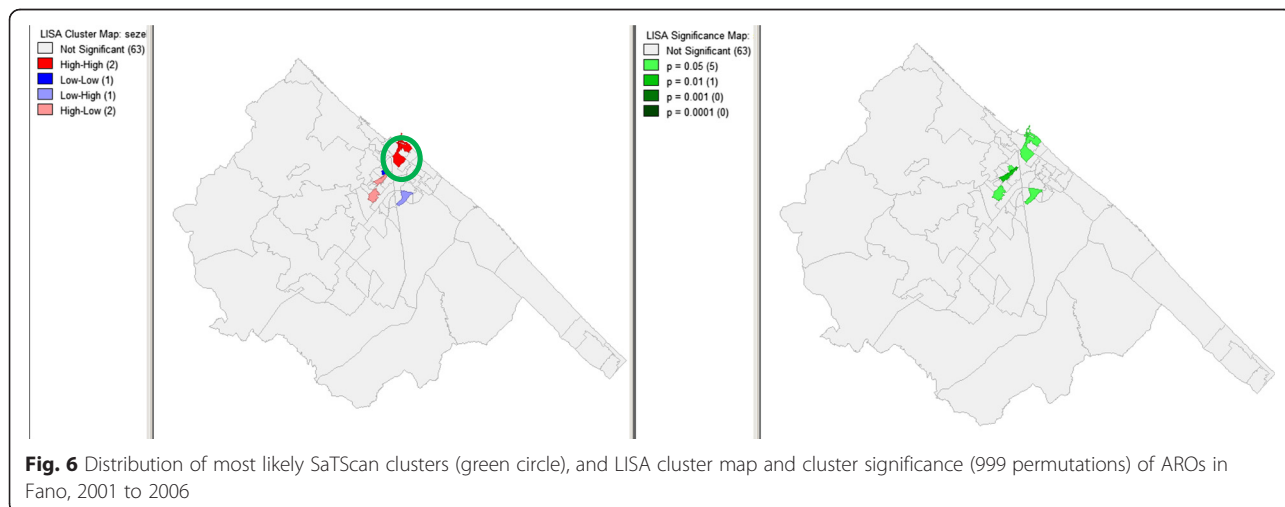 LISA Cluster Map: seze
Not Significant (63)
High-High (2)
Low-Low (1)
Low-High (1)
High-Low (2)
LISA Significance Map:
Not Significant (63)
p = 0.05 (5)
p = 0.01 (1)
p = 0.001 (0)
p = 0.0001 (0)
Fig. 6 Distribution of most likely SaTScan clusters (green circle), and LISA cluster map and cluster significance (999 permutations) of AROs in
Fano, 2001 to 2006